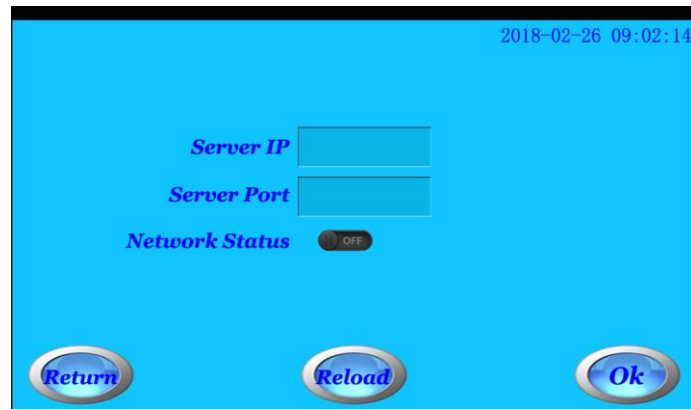 2018-02-26 09:02:14
Server IP
Server Port
Network Status OFF
Return Reload Ok